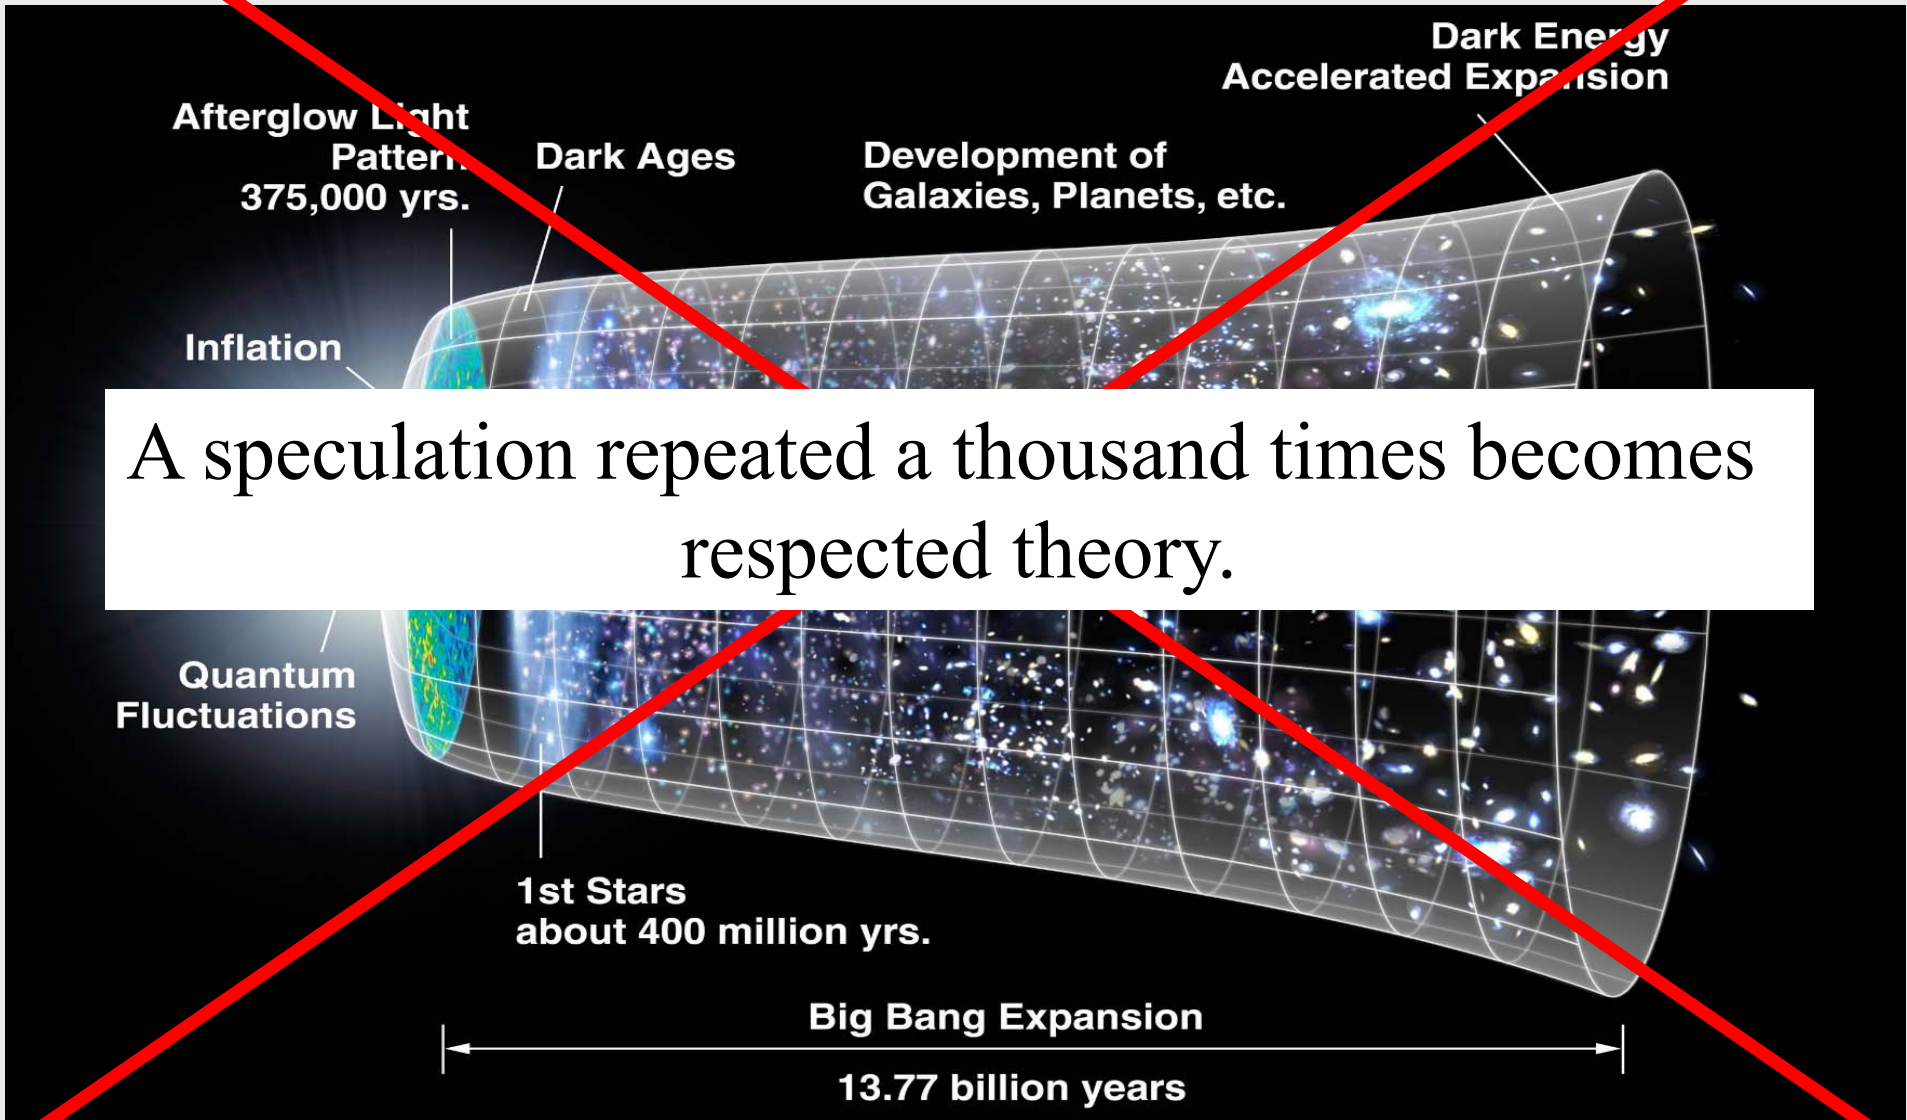 Dark Energy
Accelerated Expansion
Afterglow Light
Pattern
375,000 yrs.
Dark Ages
Development of
Galaxies, Planets, etc.
Inflation
A speculation repeated a thousand times becomes
respected theory.
Quantum
Fluctuations
1st Stars
about 400 million yrs.
Big Bang Expansion
13.77 billion years